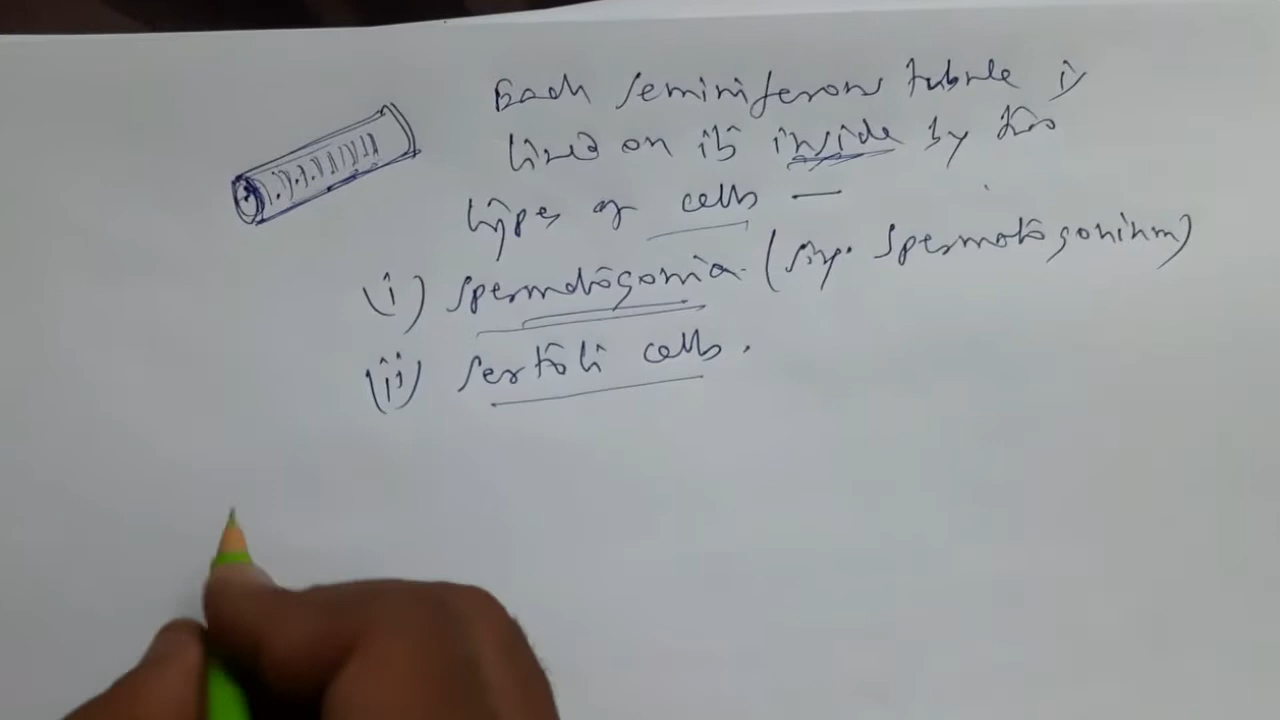 Each seminiferous tubule is
lined on its inside by two
types of cells —
(i) spermatogonia. (sing. spermatogonium)
(ii) sertoli cells.